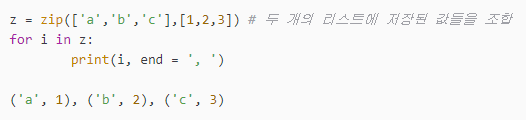 z = zip(['a','b','c'],[1,2,3]) # 두 개의 리스트에 저장된 값들을 조합
for i in z:
        print(i, end = ', ')
('a', 1), ('b', 2), ('c', 3)